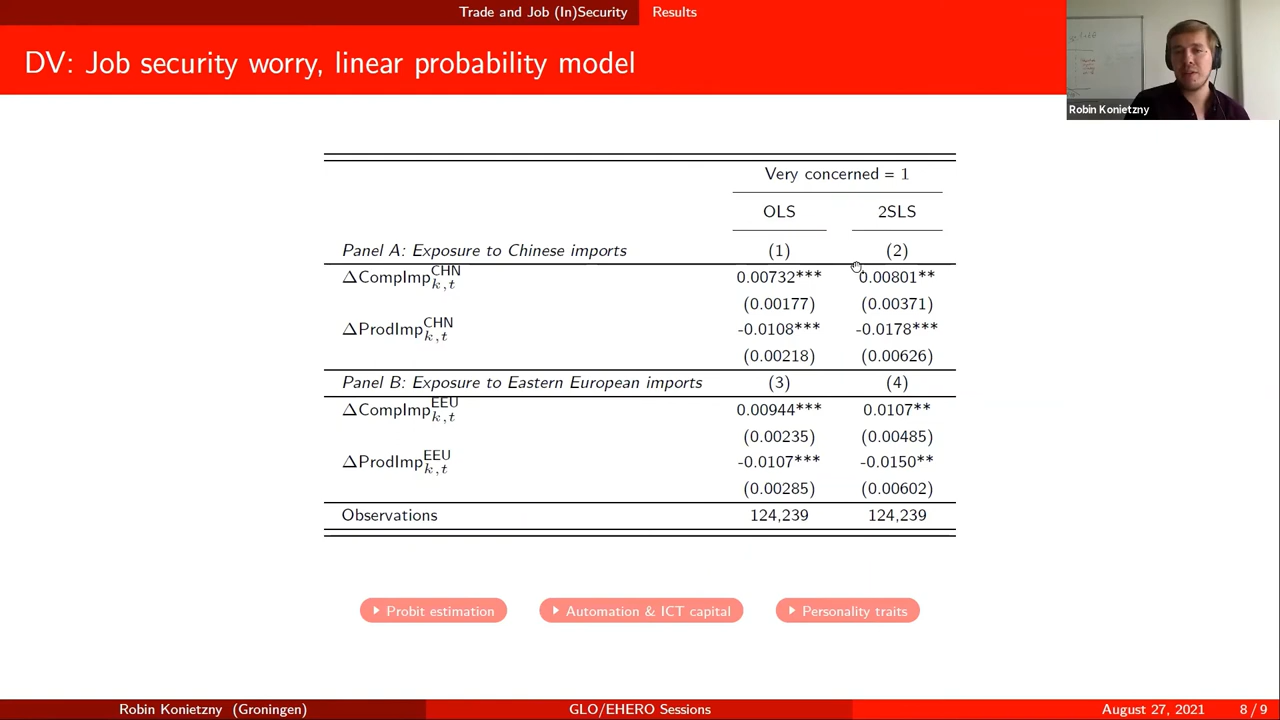 Trade and Job (In)Security Results
DV: Job security worry, linear probability model
Robin Konietzny
Very concerned = 1
OLS 2SLS
Panel A: Exposure to Chinese imports (1) (2)
ΔCompImp^CHN_k,t 0.00732*** 0.00801**
(0.00177) (0.00371)
ΔProdImp^CHN_k,t -0.0108*** -0.0178***
(0.00218) (0.00626)
Panel B: Exposure to Eastern European imports (3) (4)
ΔCompImp^EEU_k,t 0.00944*** 0.0107**
(0.00235) (0.00485)
ΔProdImp^EEU_k,t -0.0107*** -0.0150**
(0.00285) (0.00602)
Observations 124,239 124,239
Probit estimation Automation & ICT capital Personality traits
Robin Konietzny (Groningen) GLO/EHERO Sessions August 27, 2021 8 / 9